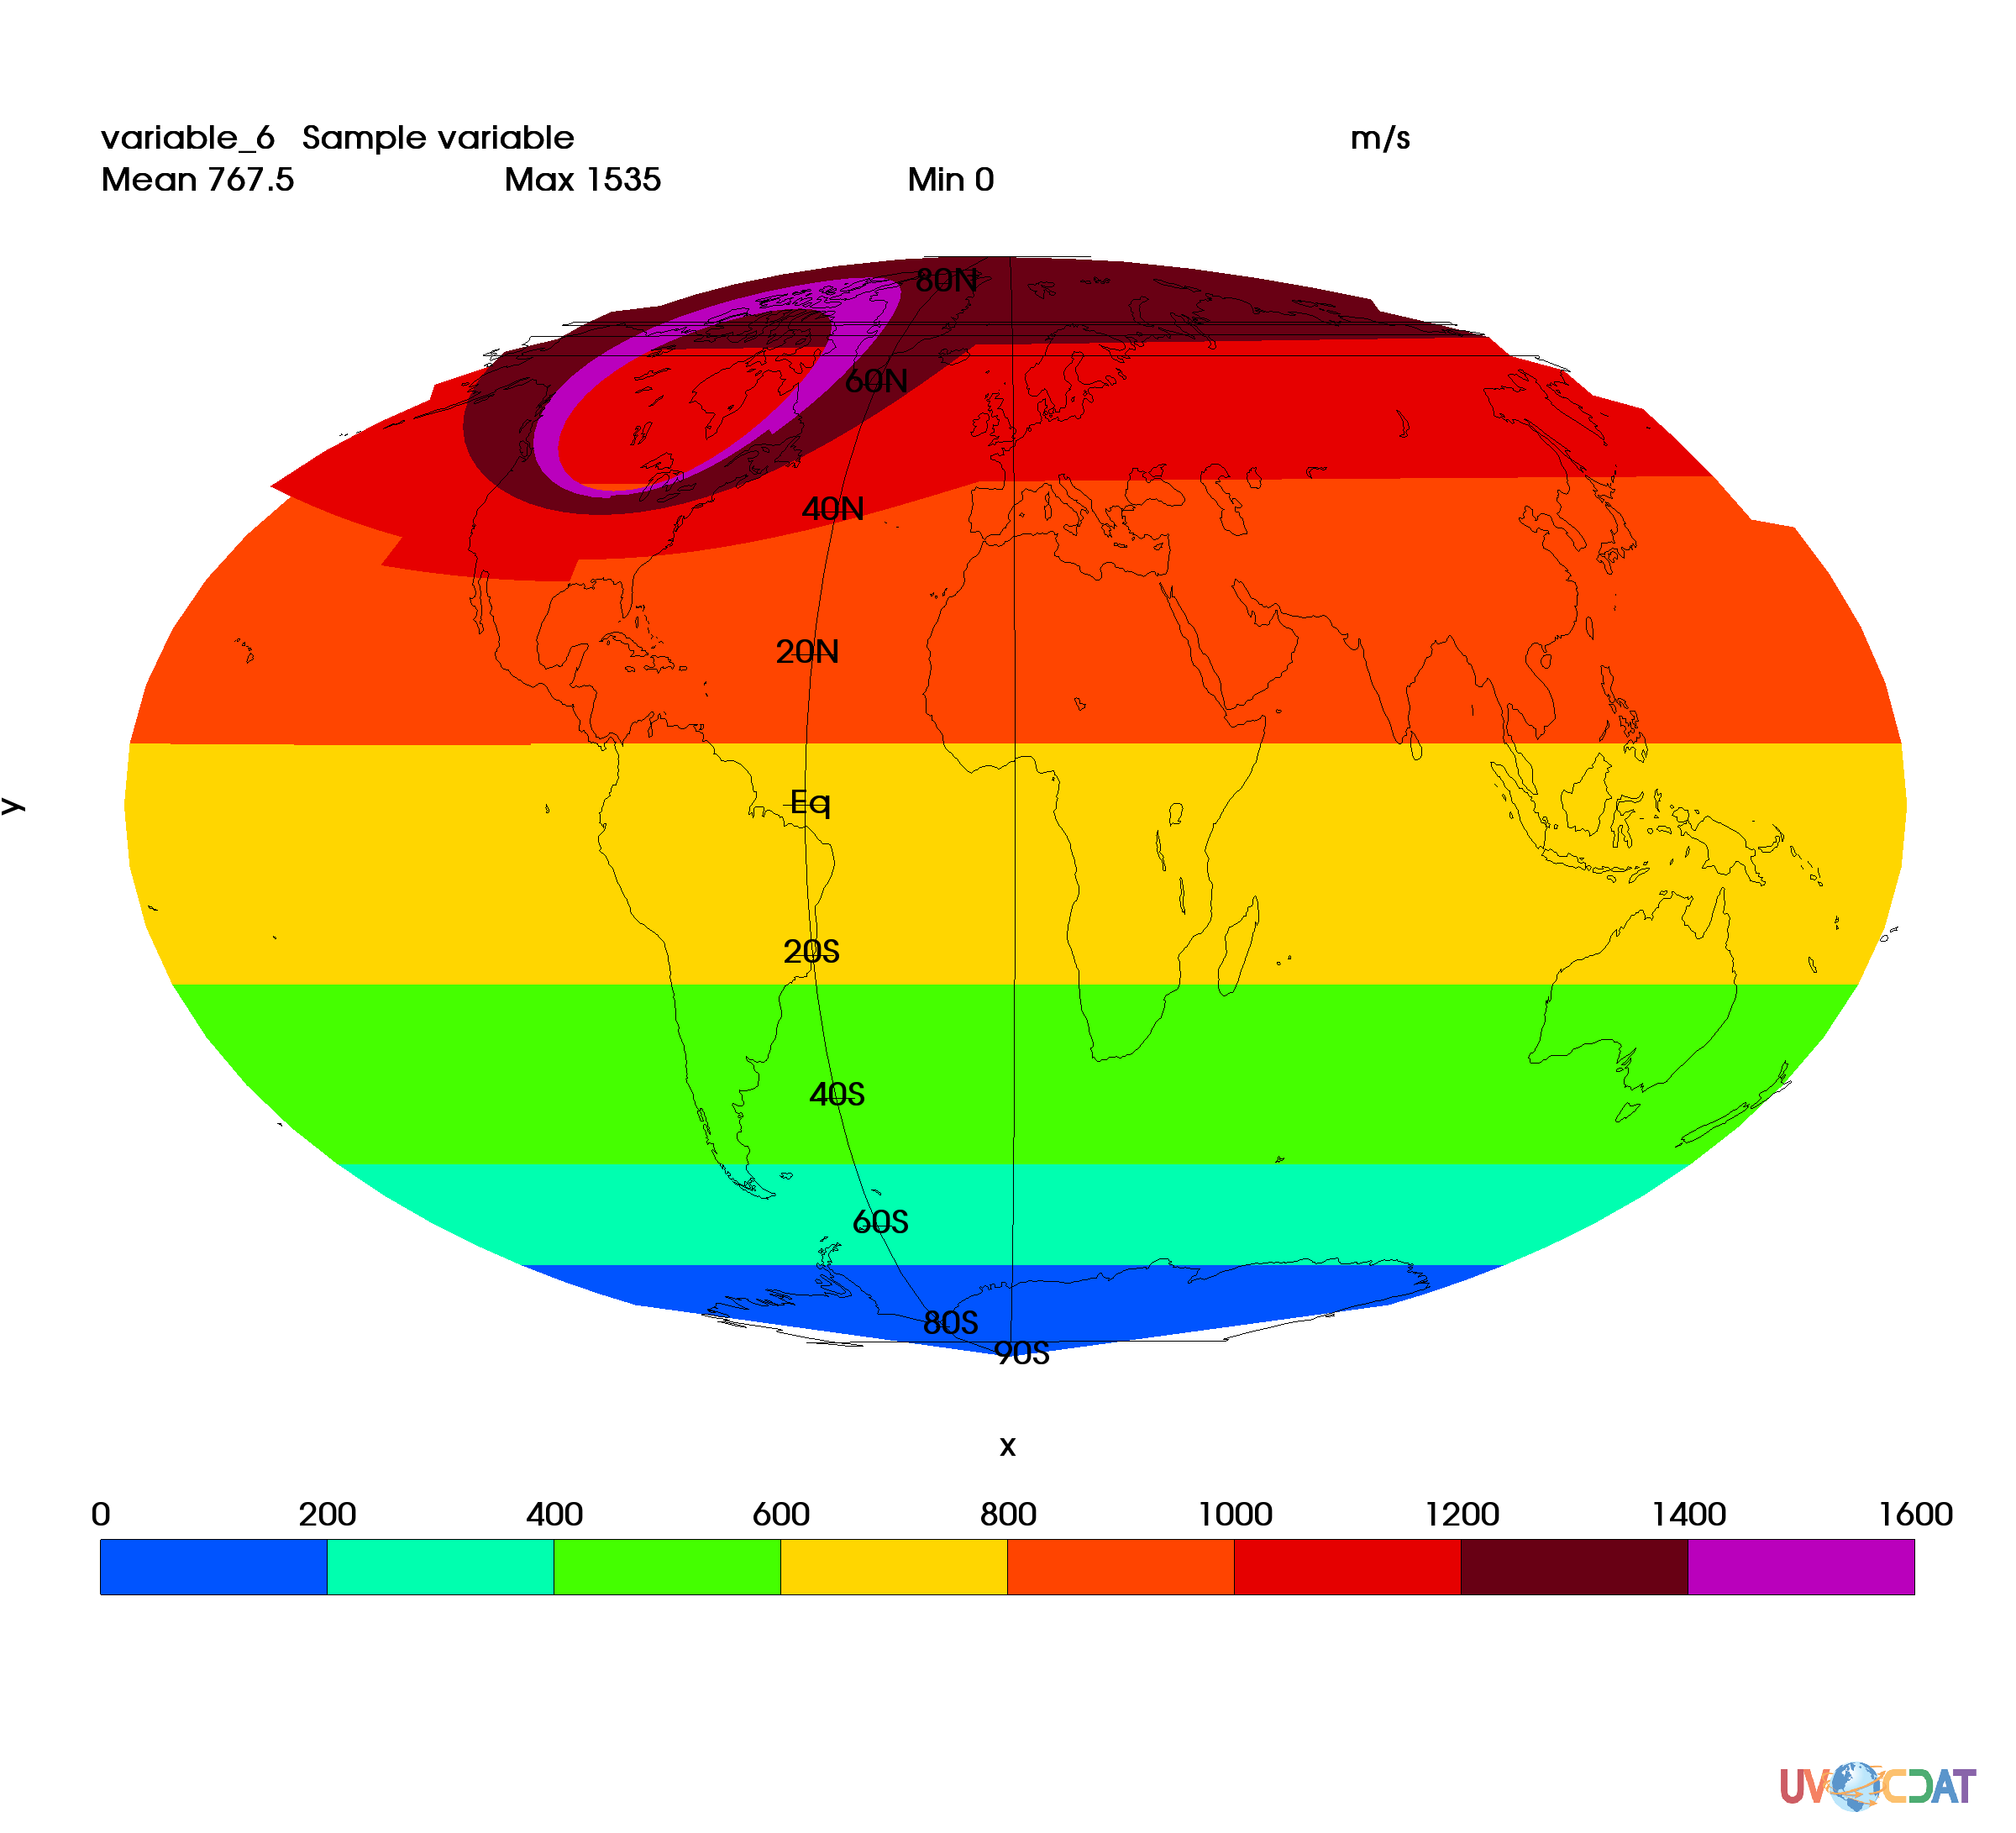 variable_6 Sample variable m/s
Mean 767.5 Max 1535 Min 0
80N
60N
40N
20N
y
Eq
20S
40S
60S
80S
90S
x
0 200 400 600 800 1000 1200 1400 1600
UV CDAT